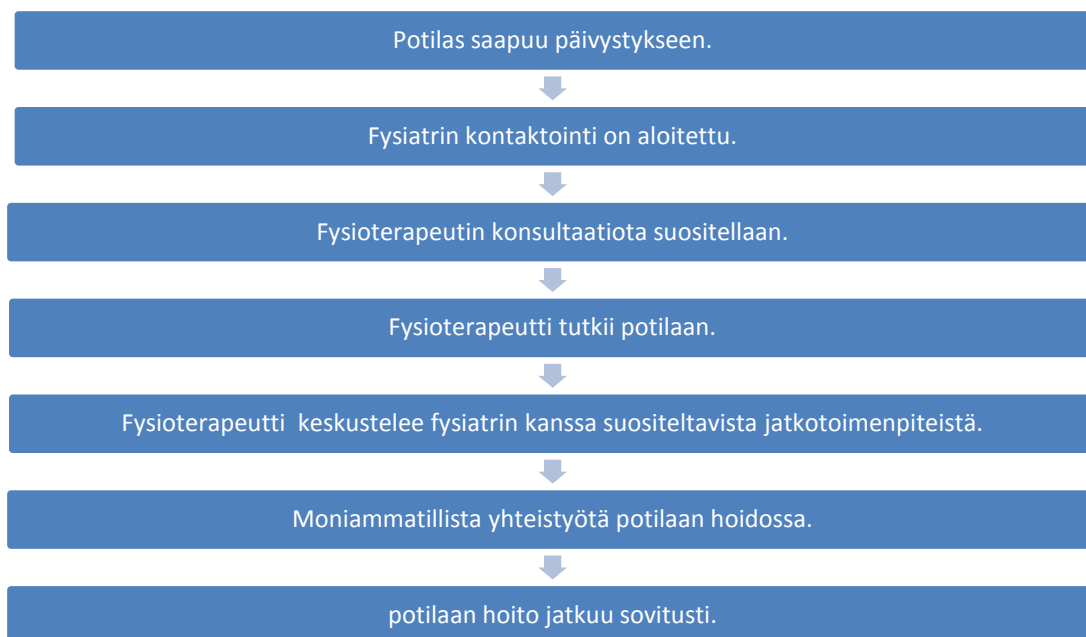 Potilas saapuu päivystykseen.
Fysiatrin kontaktointi on aloitettu.
Fysioterapeutin konsultaatiota suositellaan.
Fysioterapeutti tutkii potilaan.
Fysioterapeutti keskustelee fysiatrin kanssa suositeltavista jatkotoimenpiteistä.
Moniammatillista yhteistyötä potilaan hoidossa.
potilaan hoito jatkuu sovitusti.